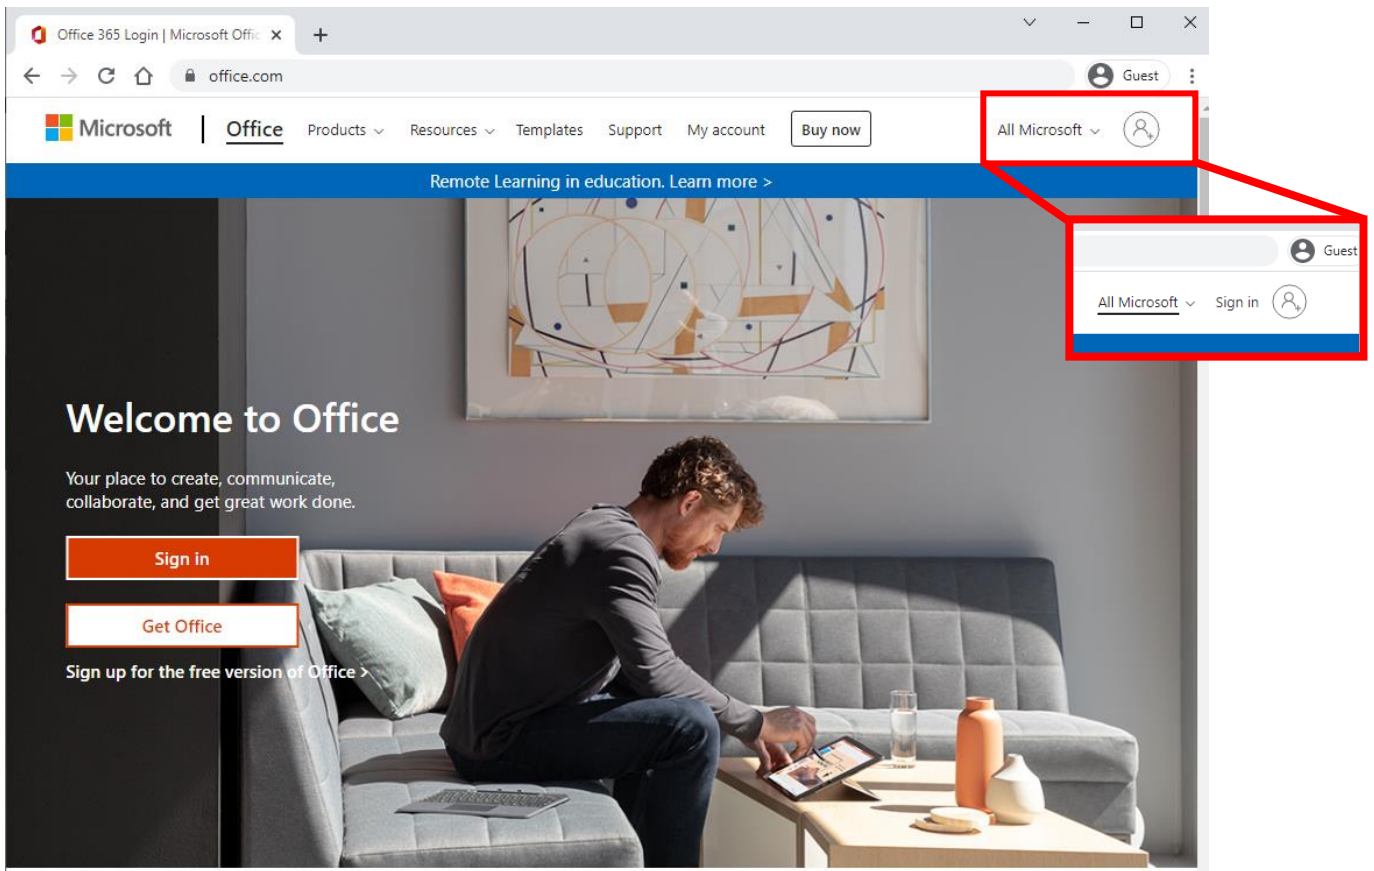 Office 365 Login | Microsoft Offic
office.com
Guest
Microsoft Office Products Resources Templates Support My account Buy now All Microsoft
Remote Learning in education. Learn more >
Guest
All Microsoft Sign in
Welcome to Office
Your place to create, communicate,
collaborate, and get great work done.
Sign in
Get Office
Sign up for the free version of Office >